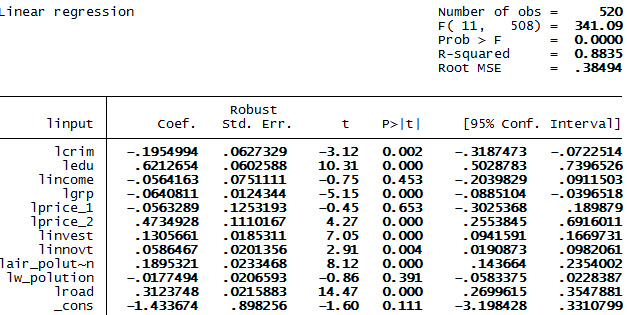 Linear regression Number of obs = 520
F( 11, 508) = 341.09
Prob > F = 0.0000
R-squared = 0.8835
Root MSE = .38494
Robust
linput Coef. Std. Err. t P>|t| [95% Conf. Interval]
lcrim -.1954994 .0627329 -3.12 0.002 -.3187473 -.0722514
ledu .6212654 .0602588 10.31 0.000 .5028783 .7396526
lincome -.0564163 .0751111 -0.75 0.453 -.2039829 .0911503
lgrp -.0640811 .0124344 -5.15 0.000 -.0885104 -.0396518
lprice_1 -.0563289 .1253193 -0.45 0.653 -.3025368 .189879
lprice_2 .4734928 .1110167 4.27 0.000 .2553845 .6916011
linvest .1305661 .0185311 7.05 0.000 .0941591 .1669731
linnovt .0586467 .0201356 2.91 0.004 .0190873 .0982061
lair_polut~n .1895321 .0233468 8.12 0.000 .143664 .2354002
lw_polution -.0177494 .0206593 -0.86 0.391 -.0583375 .0228387
lroad .3123748 .0215883 14.47 0.000 .2699615 .3547881
_cons -1.433674 .898256 -1.60 0.111 -3.198428 .3310799